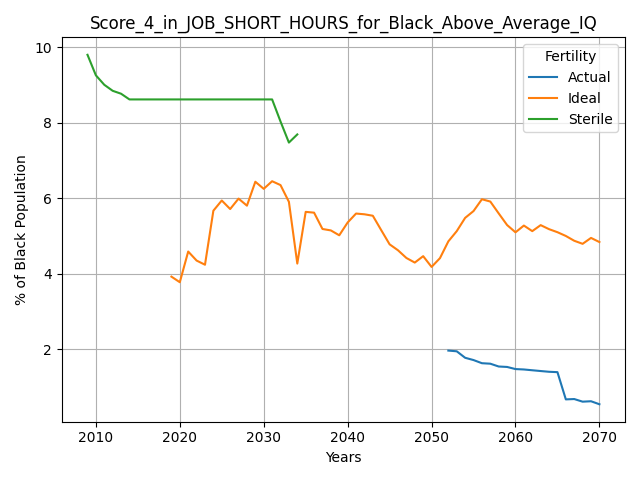 Score_4_in_JOB_SHORT_HOURS_for_Black_Above_Average_IQ
Fertility
Actual
Ideal
Sterile
% of Black Population
10
8
6
4
2
2010 2020 2030 2040 2050 2060 2070
Years